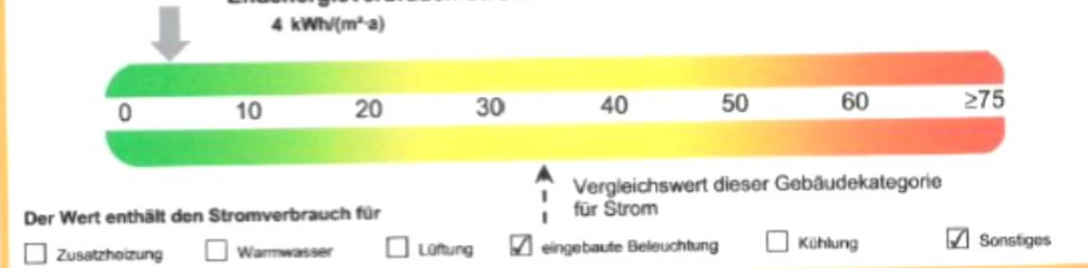 4 kWh/(m²·a)
0 10 20 30 40 50 60 ≥75
Vergleichswert dieser Gebäudekategorie
für Strom
Der Wert enthält den Stromverbrauch für
Zusatzheizung Warmwasser Lüftung eingebaute Beleuchtung Kühlung Sonstiges